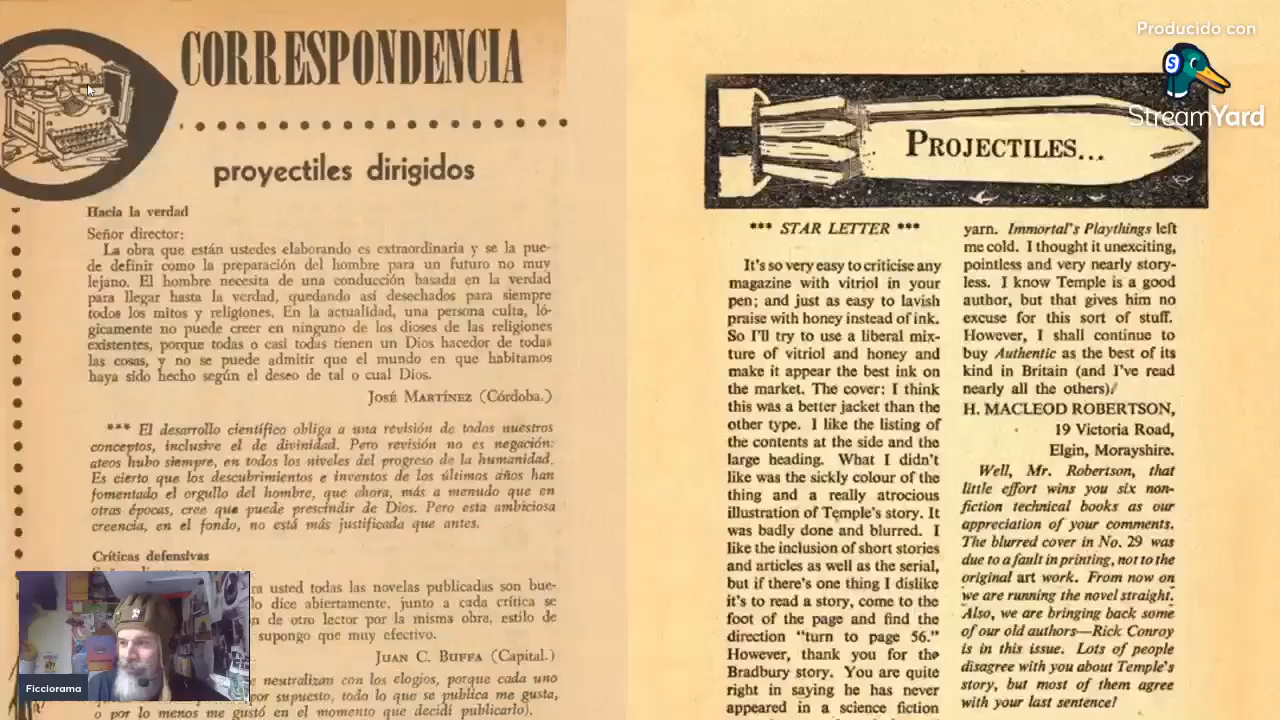 CORRESPONDENCIA
proyectiles dirigidos
Hacia la verdad
Señor director:
La obra que están ustedes elaborando es extraordinaria y se la pue-
de definir como la preparación del hombre para un futuro no muy
lejano. El hombre necesita de una conducción basada en la verdad
para llegar hasta la verdad, quedando así desechados para siempre
todos los mitos y religiones. En la actualidad, una persona culta, ló-
gicamente no puede creer en ninguno de los dioses de las religiones
existentes, porque todas o casi todas tienen un Dios hacedor de todas
las cosas, y no se puede admitir que el mundo en que habitamos
haya sido hecho según el deseo de tal o cual Dios.
José Martínez (Córdoba.)
*** El desarrollo científico obliga a una revisión de todos nuestros
conceptos, inclusive el de divinidad. Pero revisión no es negación:
ateos hubo siempre, en todos los niveles del progreso de la humanidad.
Es cierto que los descubrimientos e inventos de los últimos años han
fomentado el orgullo del hombre, que ahora, más a menudo que en
otras épocas, cree que puede prescindir de Dios. Pero esta ambiciosa
creencia, en el fondo, no está más justificada que antes.
Críticas defensivas
ra usted todas las novelas publicadas son bue-
lo dice abiertamente, junto a cada crítica se
n de otro lector por la misma obra, estilo de
supongo que muy efectivo.
Juan C. Buffa (Capital.)
e neutralizan con los elogios, porque cada uno
por supuesto, todo lo que se publica me gusta,
o por lo menos me gustó en el momento que decidí publicarlo).
Ficciorama
Producido con
StreamYard
PROJECTILES...
*** STAR LETTER ***
It's so very easy to criticise any
magazine with vitriol in your
pen; and just as easy to lavish
praise with honey instead of ink.
So I'll try to use a liberal mix-
ture of vitriol and honey and
make it appear the best ink on
the market. The cover: I think
this was a better jacket than the
other type. I like the listing of
the contents at the side and the
large heading. What I didn't
like was the sickly colour of the
thing and a really atrocious
illustration of Temple's story. It
was badly done and blurred. I
like the inclusion of short stories
and articles as well as the serial,
but if there's one thing I dislike
it's to read a story, come to the
foot of the page and find the
direction "turn to page 56."
However, thank you for the
Bradbury story. You are quite
right in saying he has never
appeared in a science fiction
yarn. Immortal's Playthings left
me cold. I thought it unexciting,
pointless and very nearly story-
less. I know Temple is a good
author, but that gives him no
excuse for this sort of stuff.
However, I shall continue to
buy Authentic as the best of its
kind in Britain (and I've read
nearly all the others)!
H. MACLEOD ROBERTSON,
19 Victoria Road,
Elgin, Morayshire.
Well, Mr. Robertson, that
little effort wins you six non-
fiction technical books as our
appreciation of your comments.
The blurred cover in No. 29 was
due to a fault in printing, not to the
original art work. From now on
we are running the novel straight.
Also, we are bringing back some
of our old authors—Rick Conroy
is in this issue. Lots of people
disagree with you about Temple's
story, but most of them agree
with your last sentence!